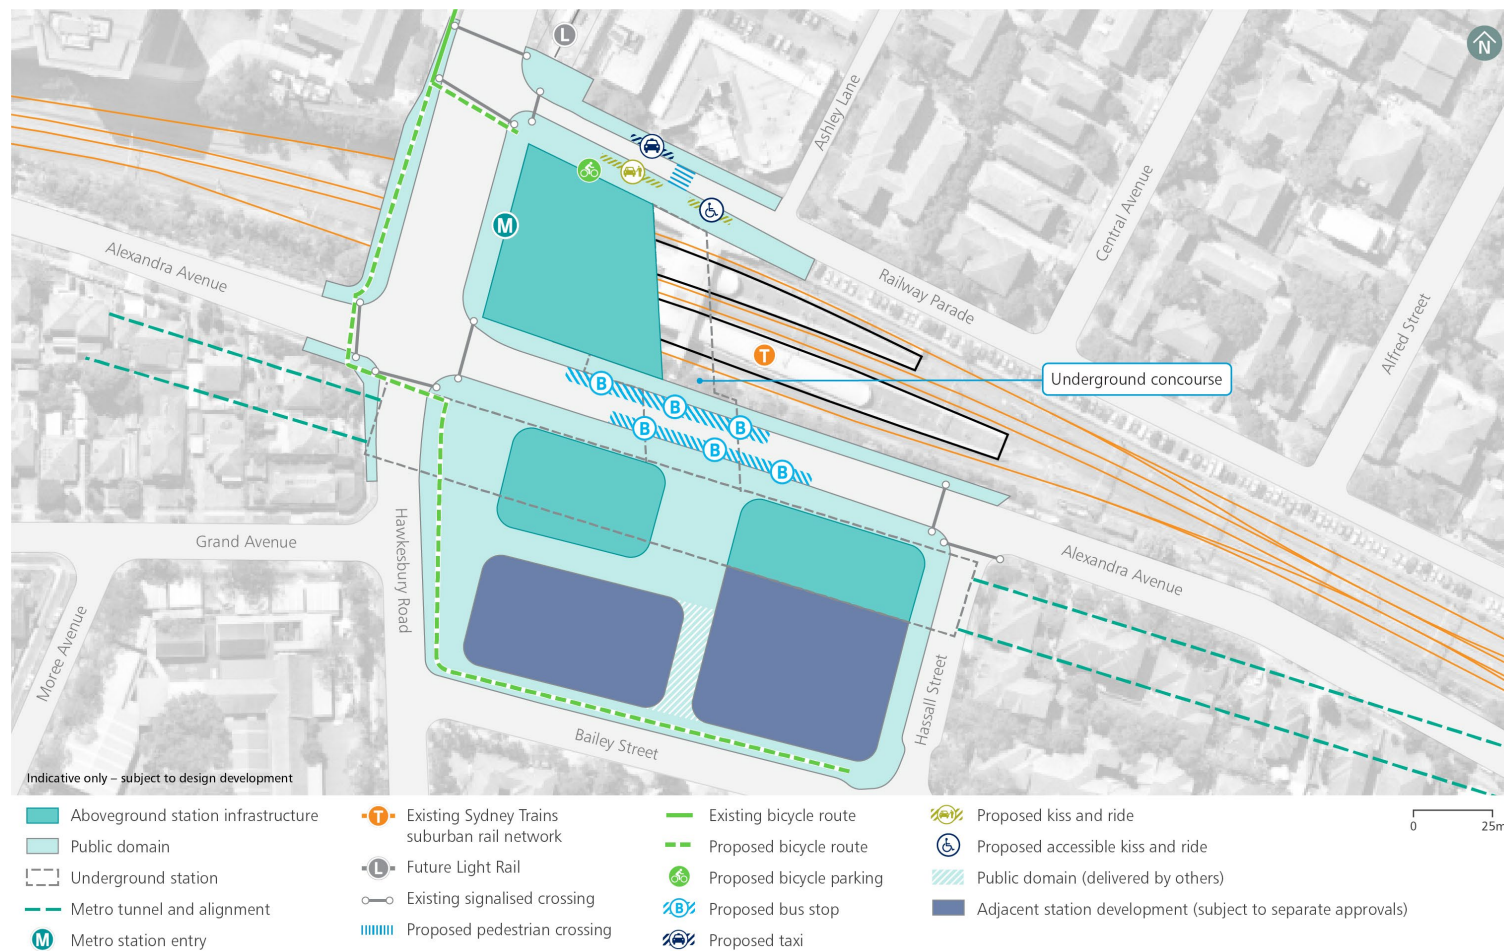 L
N
Ashley Lane
Central Avenue
M
Alexandra Avenue
Railway Parade
Alfred Street
T
Underground concourse
B
B
B
B
B
B
Grand Avenue
Hawkesbury Road
Alexandra Avenue
Moree Avenue
Hassall Street
Bailey Street
Indicative only – subject to design development
Aboveground station infrastructure
Public domain
Underground station
Metro tunnel and alignment
M Metro station entry
T Existing Sydney Trains
suburban rail network
L Future Light Rail
Existing signalised crossing
Proposed pedestrian crossing
Existing bicycle route
Proposed bicycle route
Proposed bicycle parking
B Proposed bus stop
Proposed taxi
Proposed kiss and ride
Proposed accessible kiss and ride
Public domain (delivered by others)
Adjacent station development (subject to separate approvals)
0 25m